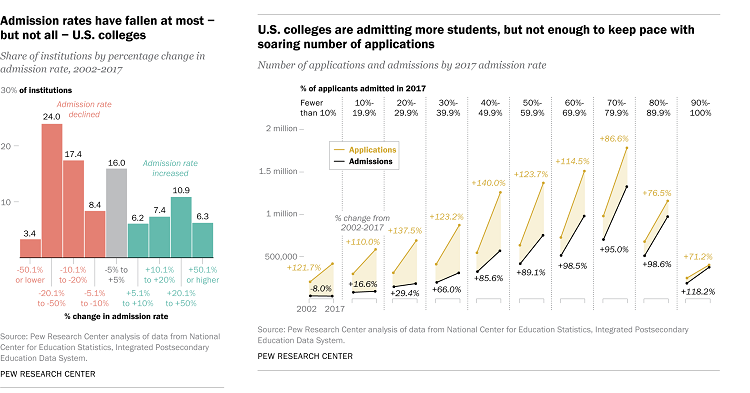 Admission rates have fallen at most –
but not all – U.S. colleges
Share of institutions by percentage change in
admission rate, 2002-2017
30% of institutions
Admission rate
declined
24.0
20
17.4
16.0
Admission rate
increased
10.9
10
8.4
7.4
6.2
6.3
3.4
-50.1%
or lower
-10.1%
to -20%
-5% to
+5%
+10.1%
to +20%
+50.1%
or higher
-20.1%
to -50%
-5.1%
to -10%
+5.1%
to +10%
+20.1%
to +50%
% change in admission rate
Source: Pew Research Center analysis of data from National
Center for Education Statistics, Integrated Postsecondary
Education Data System.
PEW RESEARCH CENTER
U.S. colleges are admitting more students, but not enough to keep pace with
soaring number of applications
Number of applications and admissions by 2017 admission rate
% of applicants admitted in 2017
Fewer
than 10%
10%-
19.9%
20%-
29.9%
30%-
39.9%
40%-
49.9%
50%-
59.9%
60%-
69.9%
70%-
79.9%
80%-
89.9%
90%-
100%
2 million
1.5 million
1 million
500,000
Applications
Admissions
% change from
2002-2017
+121.7%
+110.0%
+137.5%
+123.2%
+140.0%
+123.7%
+114.5%
+86.6%
+76.5%
+71.2%
-8.0%
+16.6%
+29.4%
+66.0%
+85.6%
+89.1%
+98.5%
+95.0%
+98.6%
+118.2%
2002 2017
Source: Pew Research Center analysis of data from National Center for Education Statistics, Integrated Postsecondary
Education Data System.
PEW RESEARCH CENTER